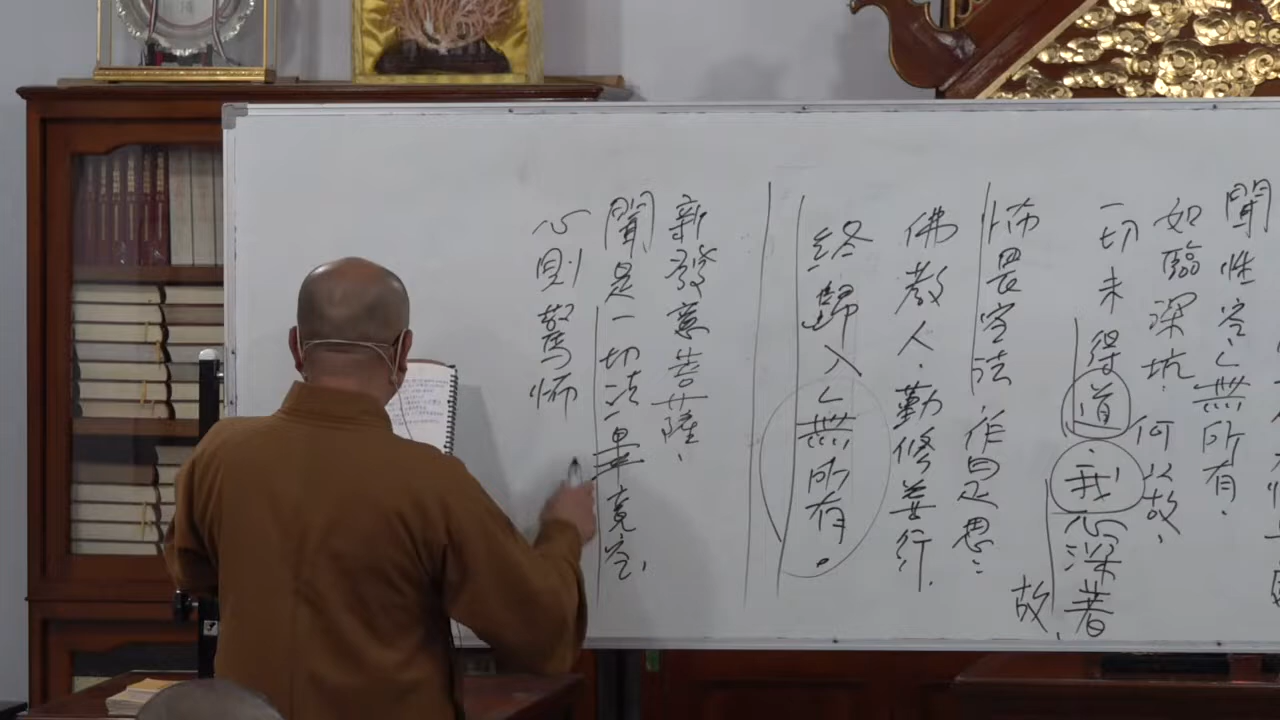 聞性空亡無所有.
如臨深坑.何以故、
一切未得道.我心深著故.
怖畏空法.作是思:
佛教人.勤修善行.
終歸入亡無所有。
新發意菩薩、
聞是一切法畢竟空、
心則驚怖